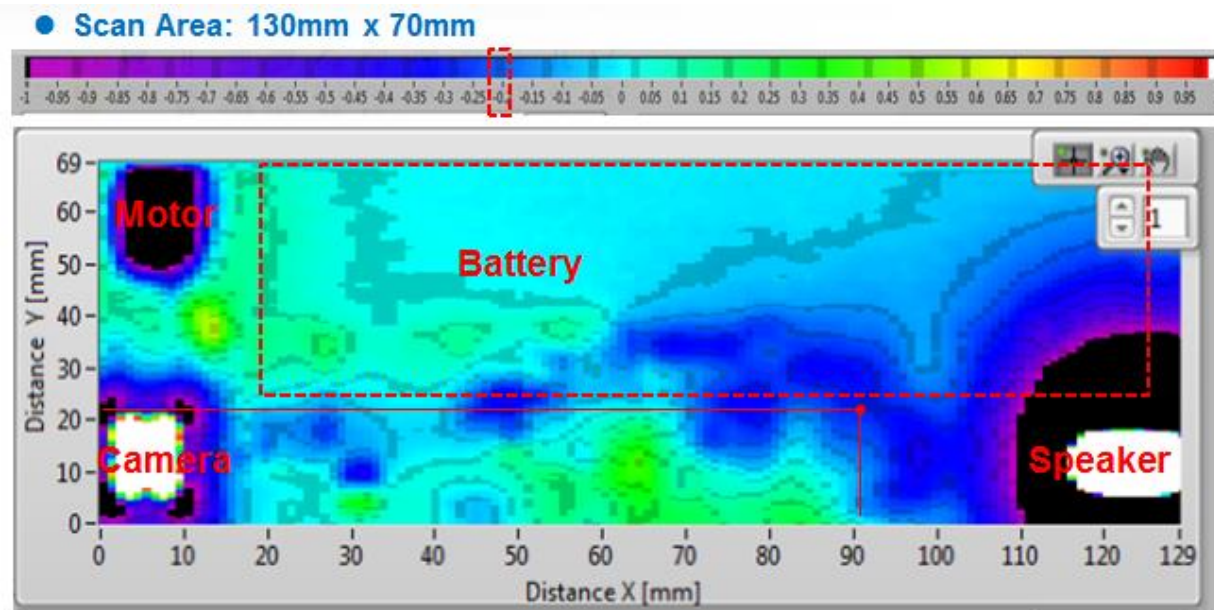 ● Scan Area: 130mm x 70mm
-1 -0.95 -0.9 -0.85 -0.8 -0.75 -0.7 -0.65 -0.6 -0.55 -0.5 -0.45 -0.4 -0.35 -0.3 -0.25 -0.2 -0.15 -0.1 -0.05 0 0.05 0.1 0.15 0.2 0.25 0.3 0.35 0.4 0.45 0.5 0.55 0.6 0.65 0.7 0.75 0.8 0.85 0.9 0.95
69
60
50
40
30
20
10
0
Distance Y [mm]
Motor
1
Battery
Camera
Speaker
0 10 20 30 40 50 60 70 80 90 100 110 120 129
Distance X [mm]